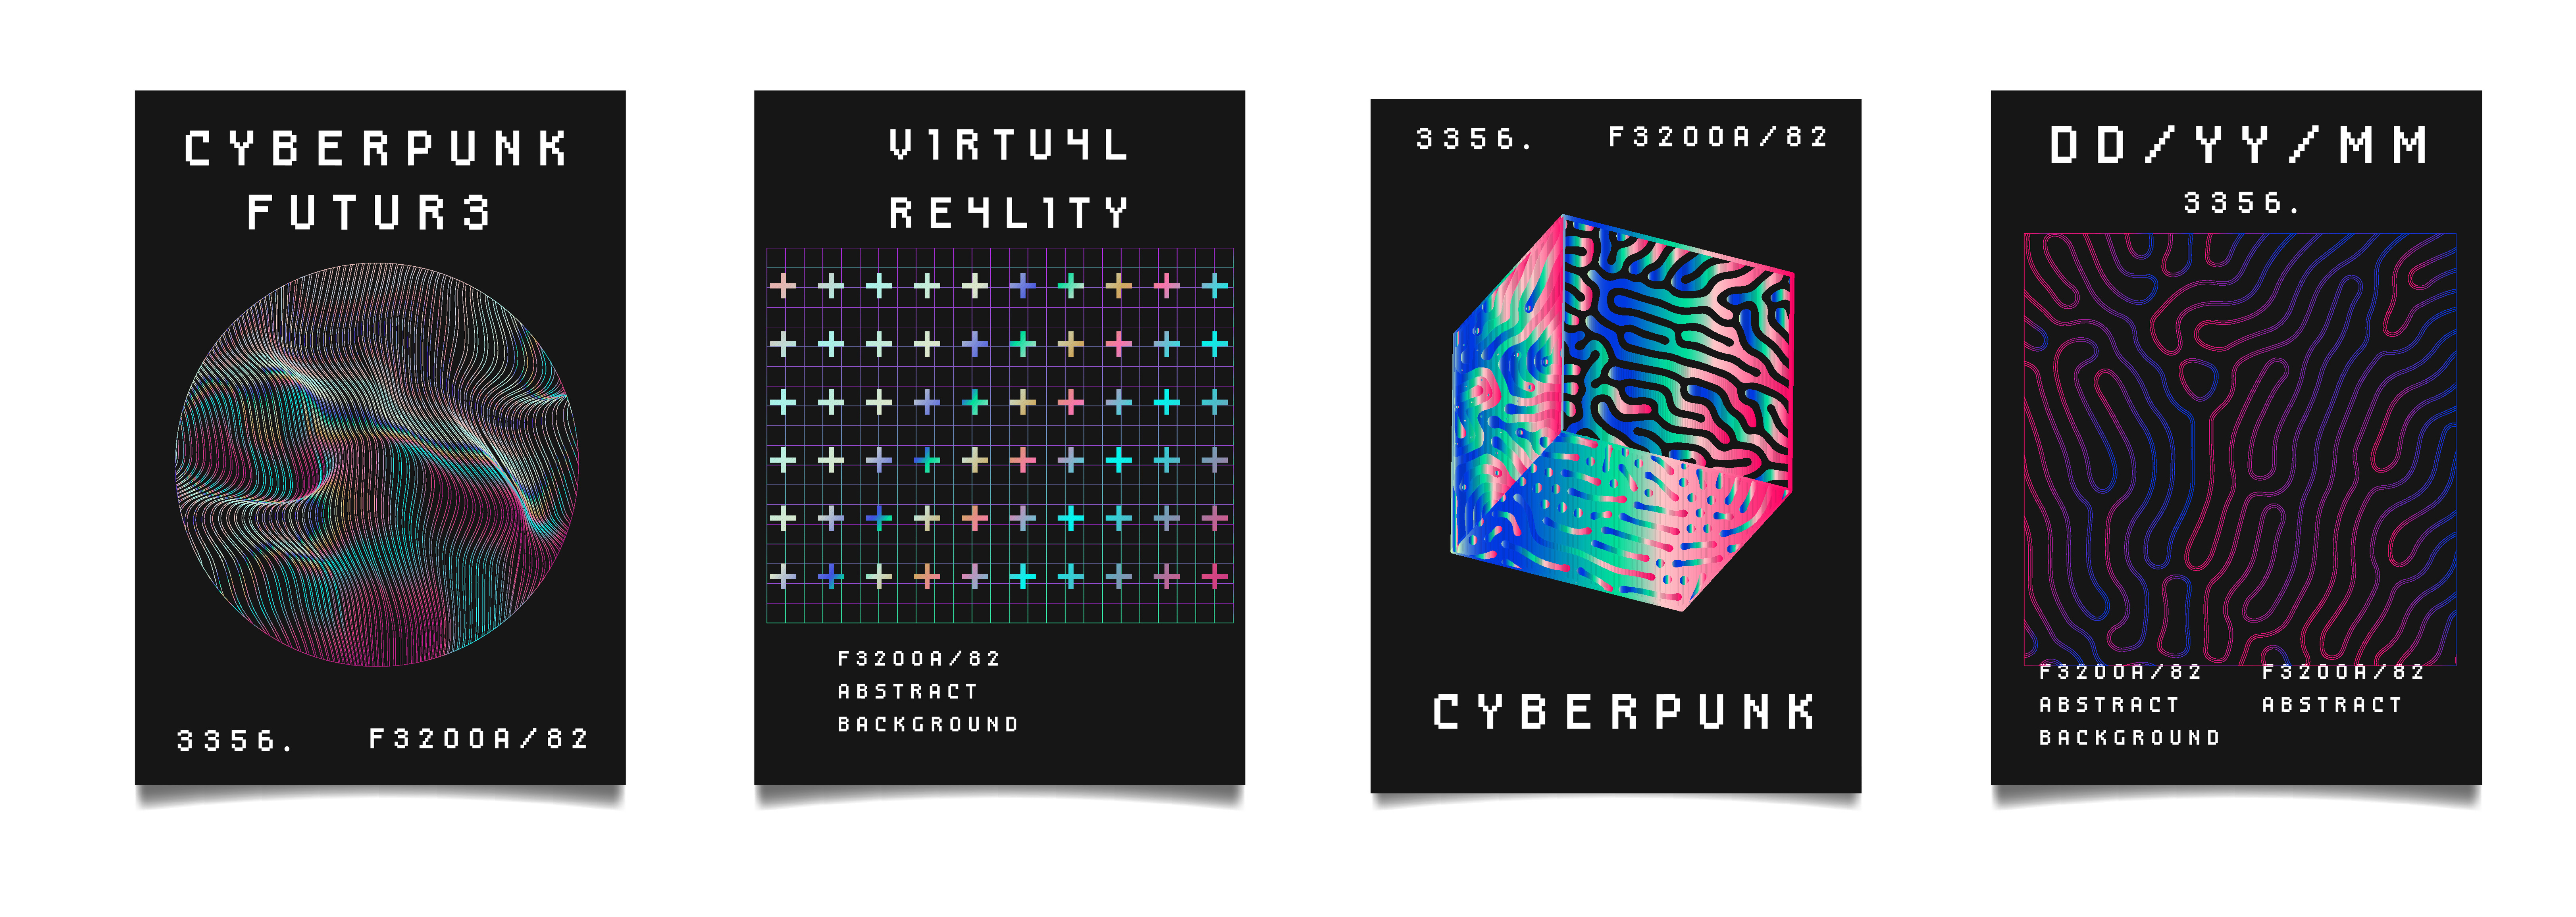 CYBERPUNK
FUTUR3
3356. F3200A/82
V1RTU4L
RE4L1TY
F3200A/82
ABSTRACT
BACKGROUND
3356. F3200A/82
CYBERPUNK
DD/YY/MM
3356.
F3200A/82 F3200A/82
ABSTRACT ABSTRACT
BACKGROUND